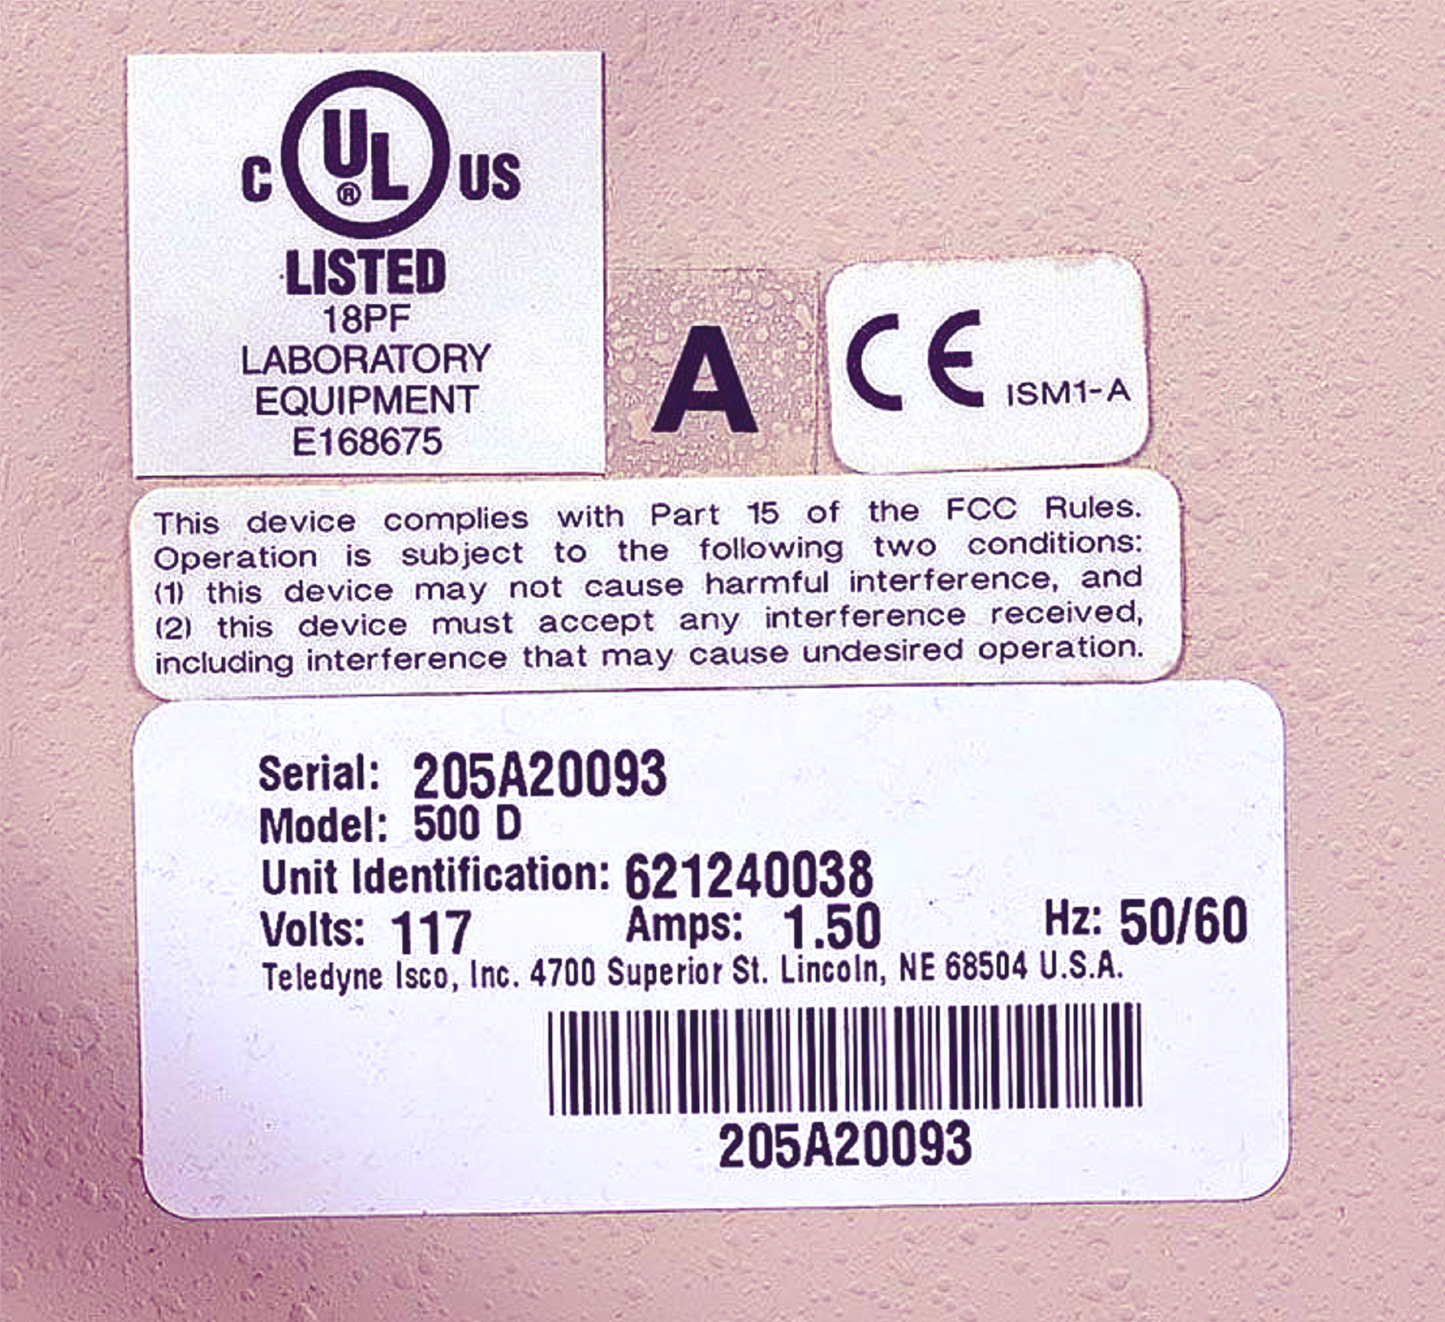 C UL® US
LISTED
18PF
LABORATORY
EQUIPMENT
E168675
A
CE ISM1-A
This device complies with Part 15 of the FCC Rules.
Operation is subject to the following two conditions:
(1) this device may not cause harmful interference, and
(2) this device must accept any interference received,
including interference that may cause undesired operation.
Serial: 205A20093
Model: 500 D
Unit Identification: 621240038
Volts: 117 Amps: 1.50 Hz: 50/60
Teledyne Isco, Inc. 4700 Superior St. Lincoln, NE 68504 U.S.A.
205A20093